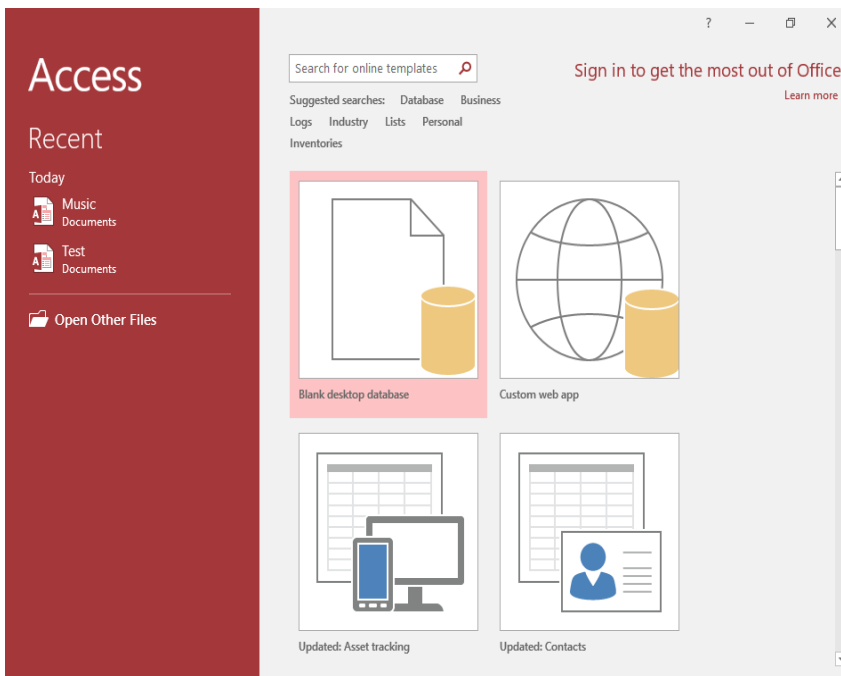 ?
Access
Search for online templates
Sign in to get the most out of Office
Learn more
Suggested searches: Database Business
Logs Industry Lists Personal
Inventories
Recent
Today
Music
Documents
Test
Documents
Open Other Files
Blank desktop database
Custom web app
Updated: Asset tracking
Updated: Contacts